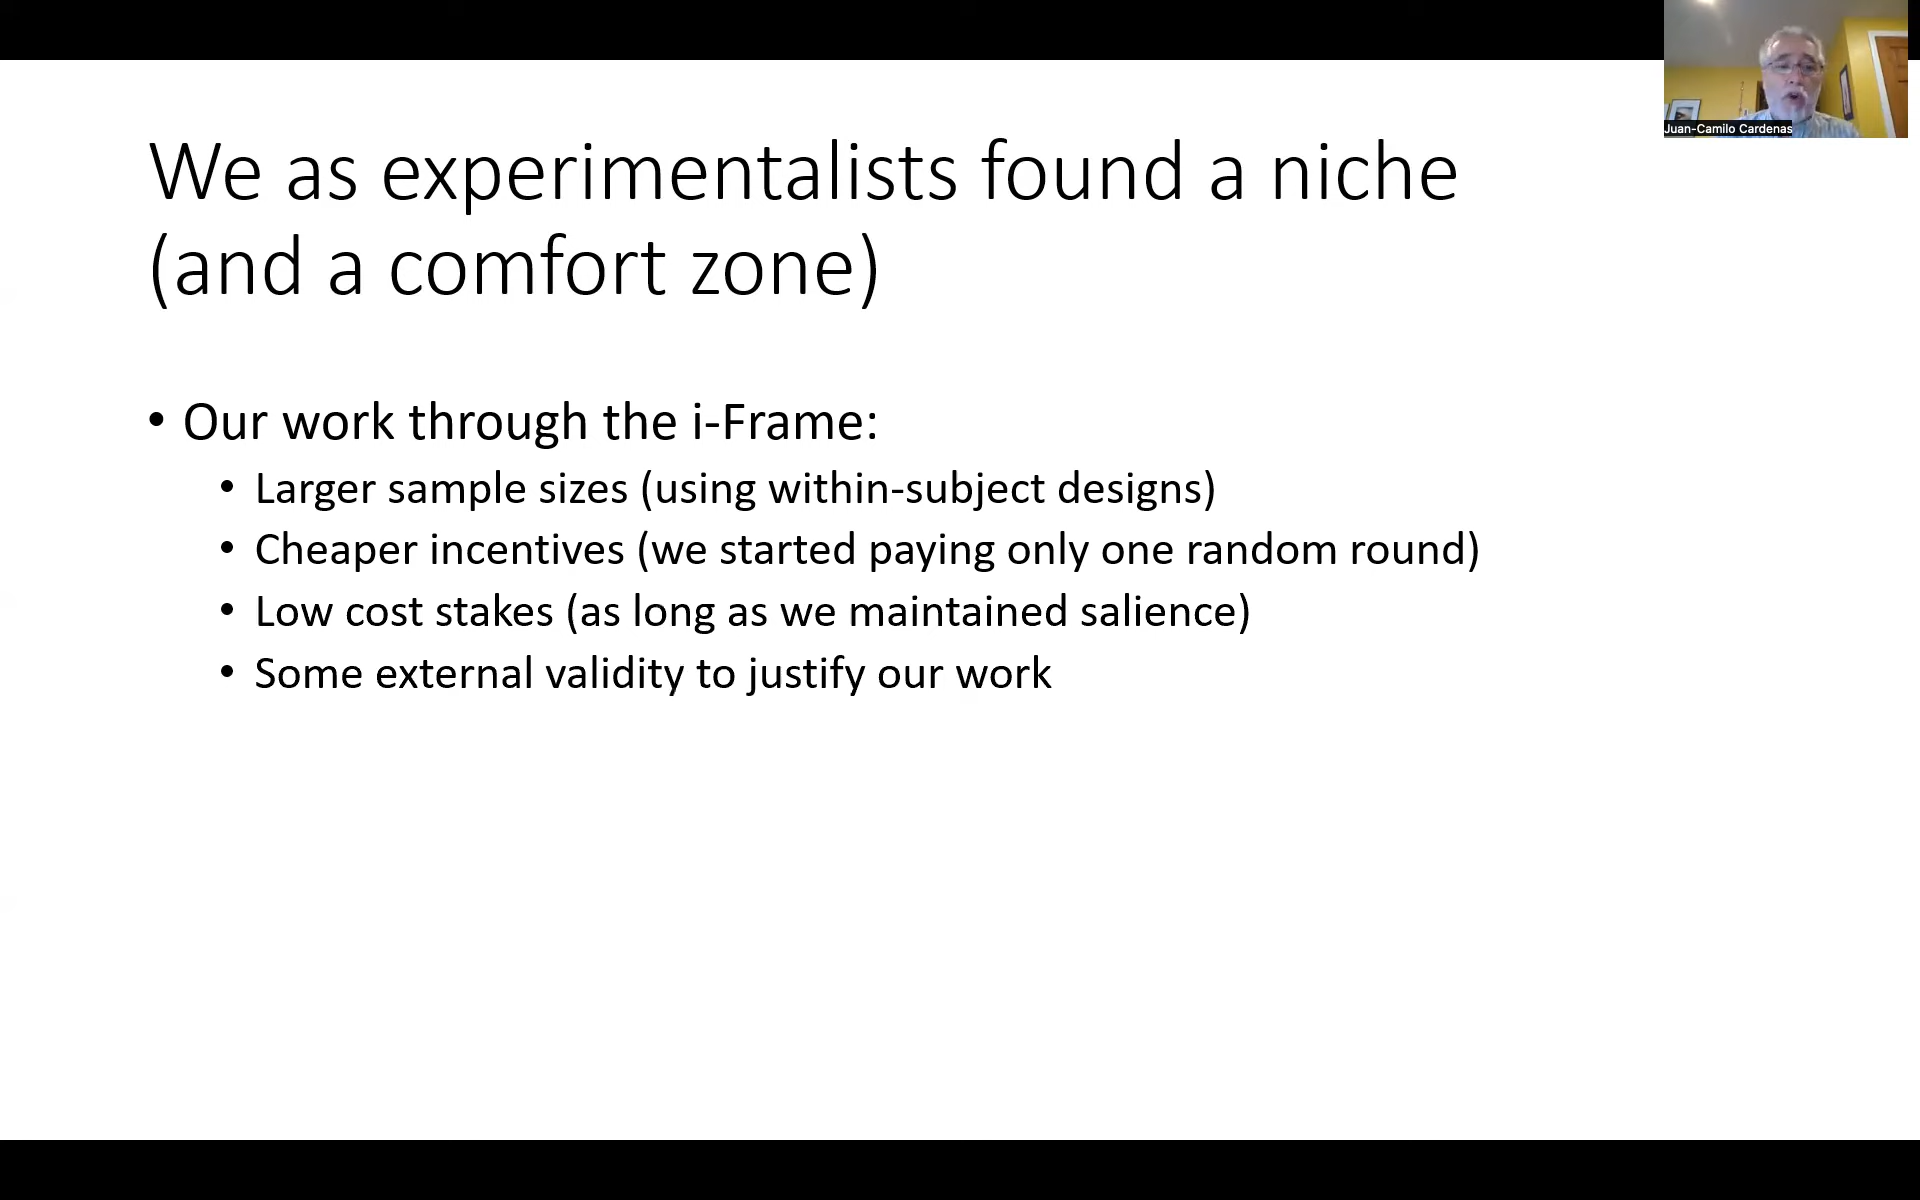 Juan-Camilo Cardenas
We as experimentalists found a niche
(and a comfort zone)
• Our work through the i-Frame:
• Larger sample sizes (using within-subject designs)
• Cheaper incentives (we started paying only one random round)
• Low cost stakes (as long as we maintained salience)
• Some external validity to justify our work